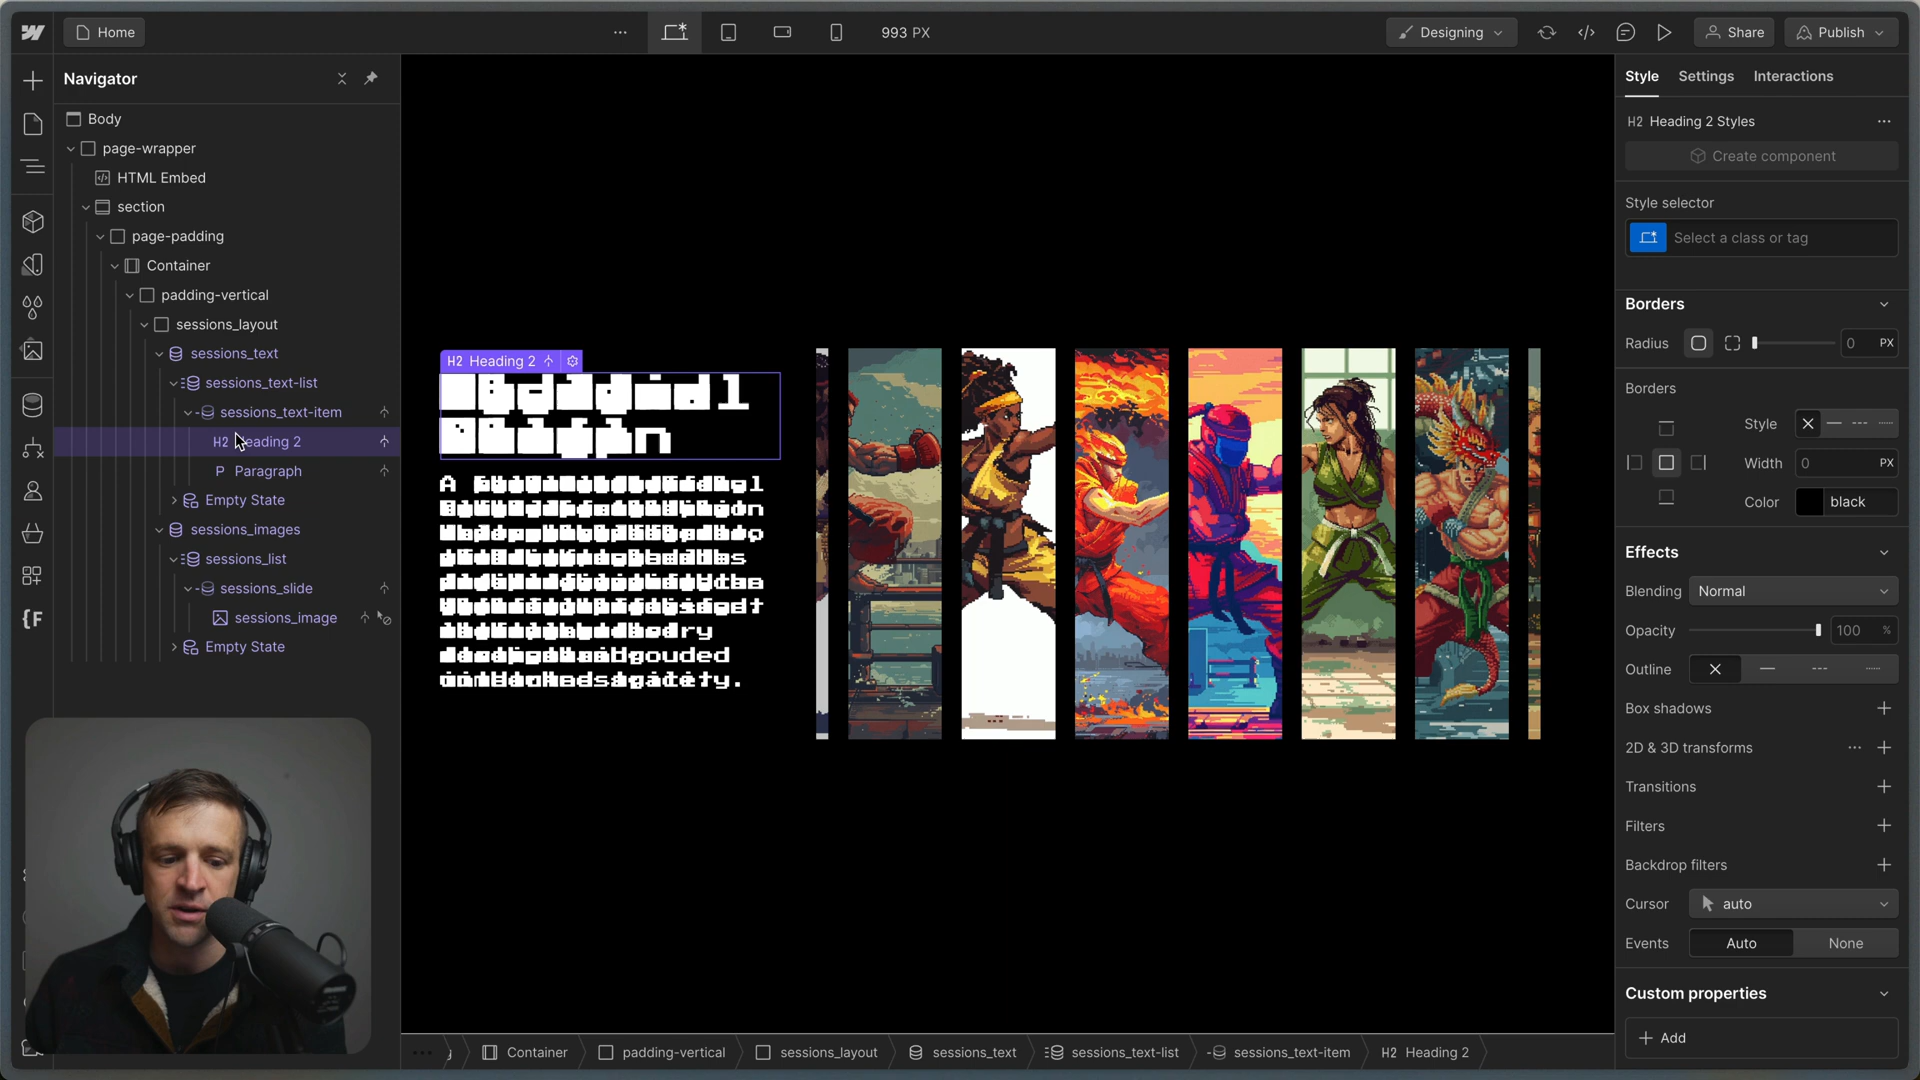 Home
993 PX
Designing
Share
Publish
Navigator
Body
page-wrapper
HTML Embed
section
page-padding
Container
padding-vertical
sessions_layout
sessions_text
sessions_text-list
sessions_text-item
H2 eading 2
P Paragraph
Empty State
sessions_images
sessions_list
sessions_slide
sessions_image
Empty State
H2 Heading 2
Style Settings Interactions
H2 Heading 2 Styles
Create component
Style selector
Select a class or tag
Borders
Radius 0 PX
Borders
Style
Width 0 PX
Color black
Effects
Blending Normal
Opacity 100 %
Outline
Box shadows
2D & 3D transforms
Transitions
Filters
Backdrop filters
Cursor auto
Events Auto None
Custom properties
Add
Container padding-vertical sessions_layout sessions_text sessions_text-list sessions_text-item H2 Heading 2